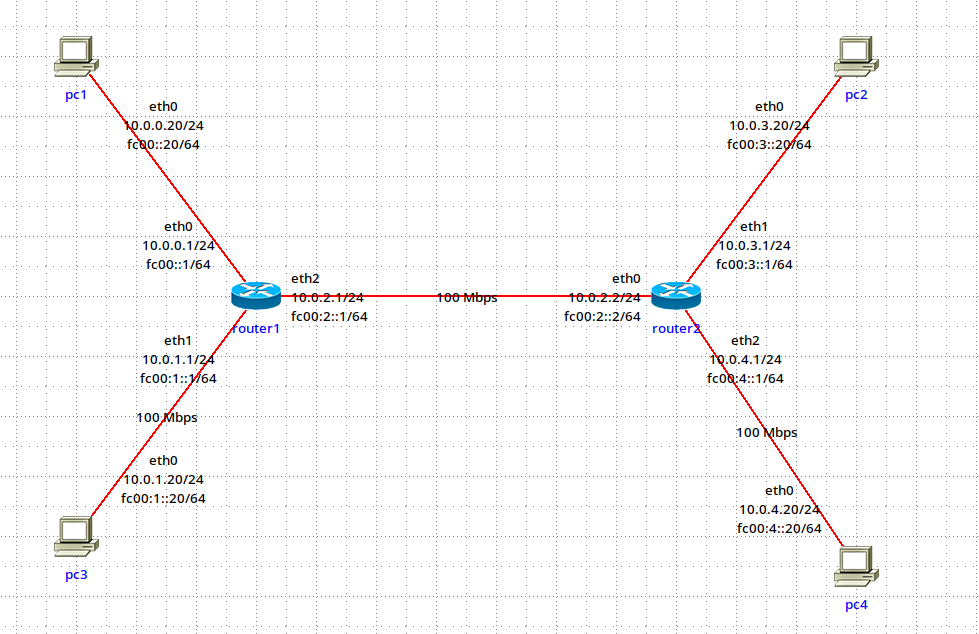 pc1
eth0
10.0.0.20/24
fc00::20/64
eth0
10.0.0.1/24
fc00::1/64
pc2
eth0
10.0.3.20/24
fc00:3::20/64
eth1
10.0.3.1/24
fc00:3::1/64
eth2
10.0.2.1/24
fc00:2::1/64
100 Mbps
eth0
10.0.2.2/24
fc00:2::2/64
router1
router2
eth1
10.0.1.1/24
fc00:1::1/64
100 Mbps
eth0
10.0.1.20/24
fc00:1::20/64
pc3
eth2
10.0.4.1/24
fc00:4::1/64
100 Mbps
eth0
10.0.4.20/24
fc00:4::20/64
pc4